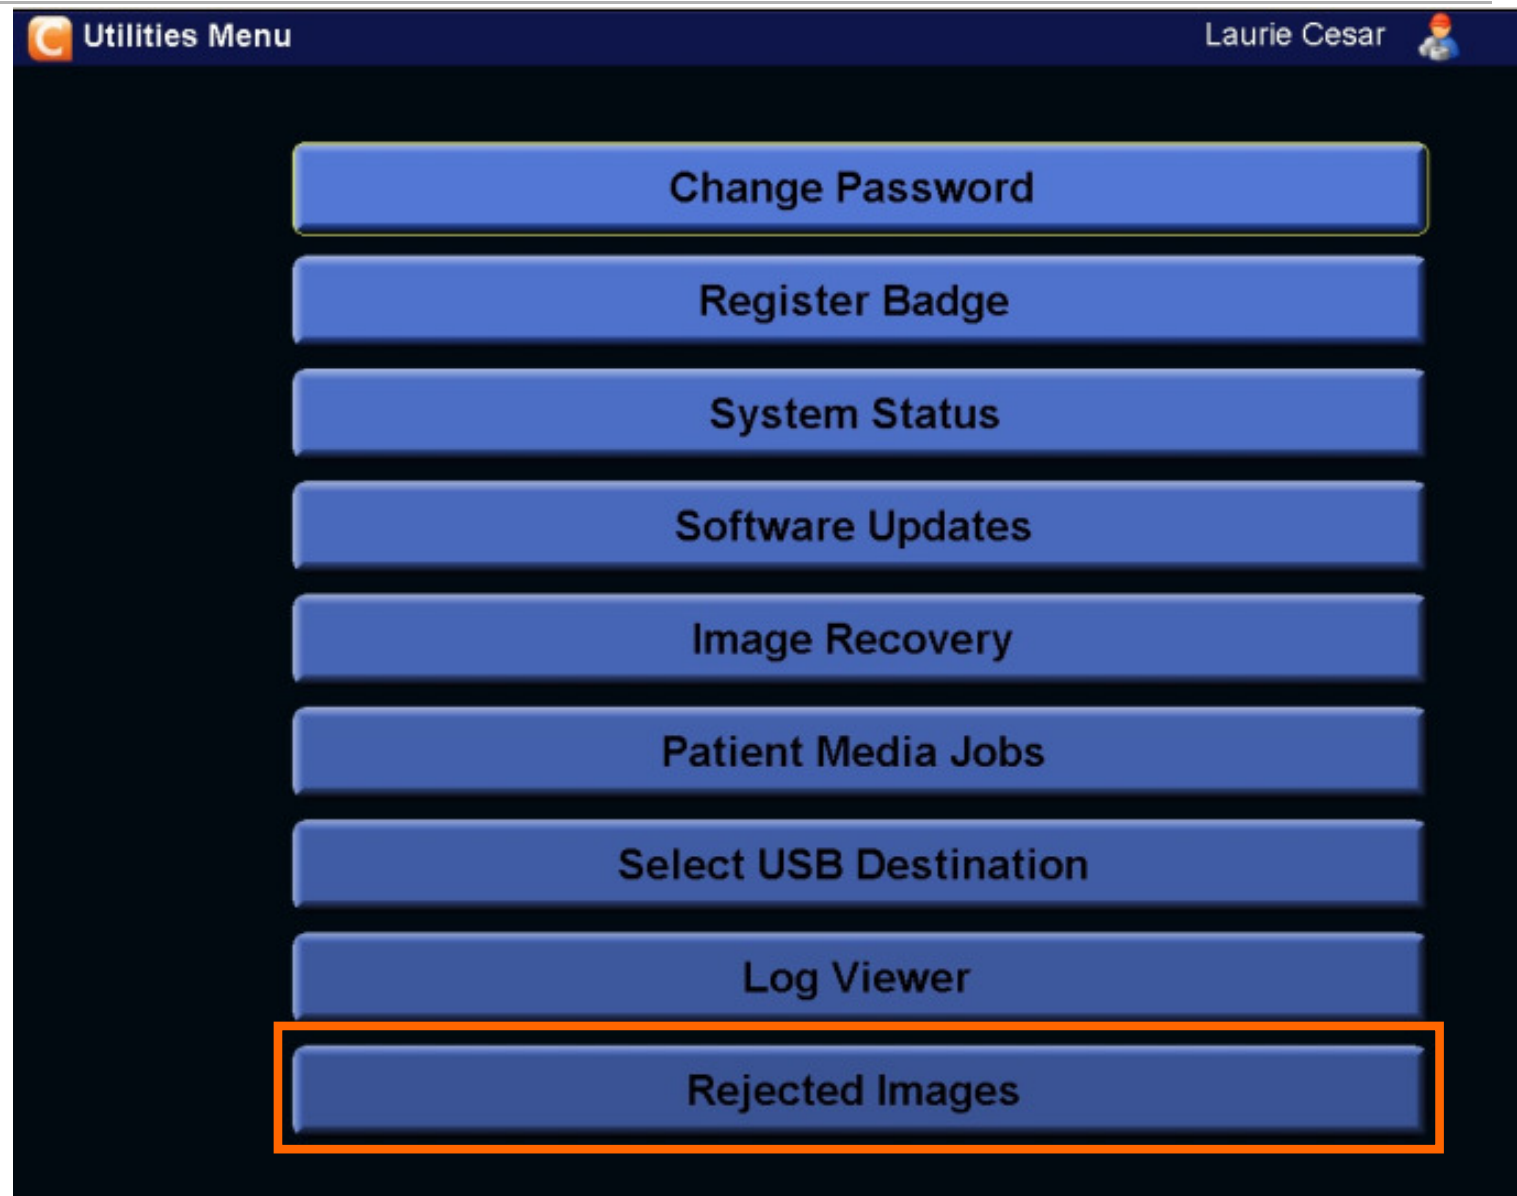 Utilities Menu
Laurie Cesar
Change Password
Register Badge
System Status
Software Updates
Image Recovery
Patient Media Jobs
Select USB Destination
Log Viewer
Rejected Images